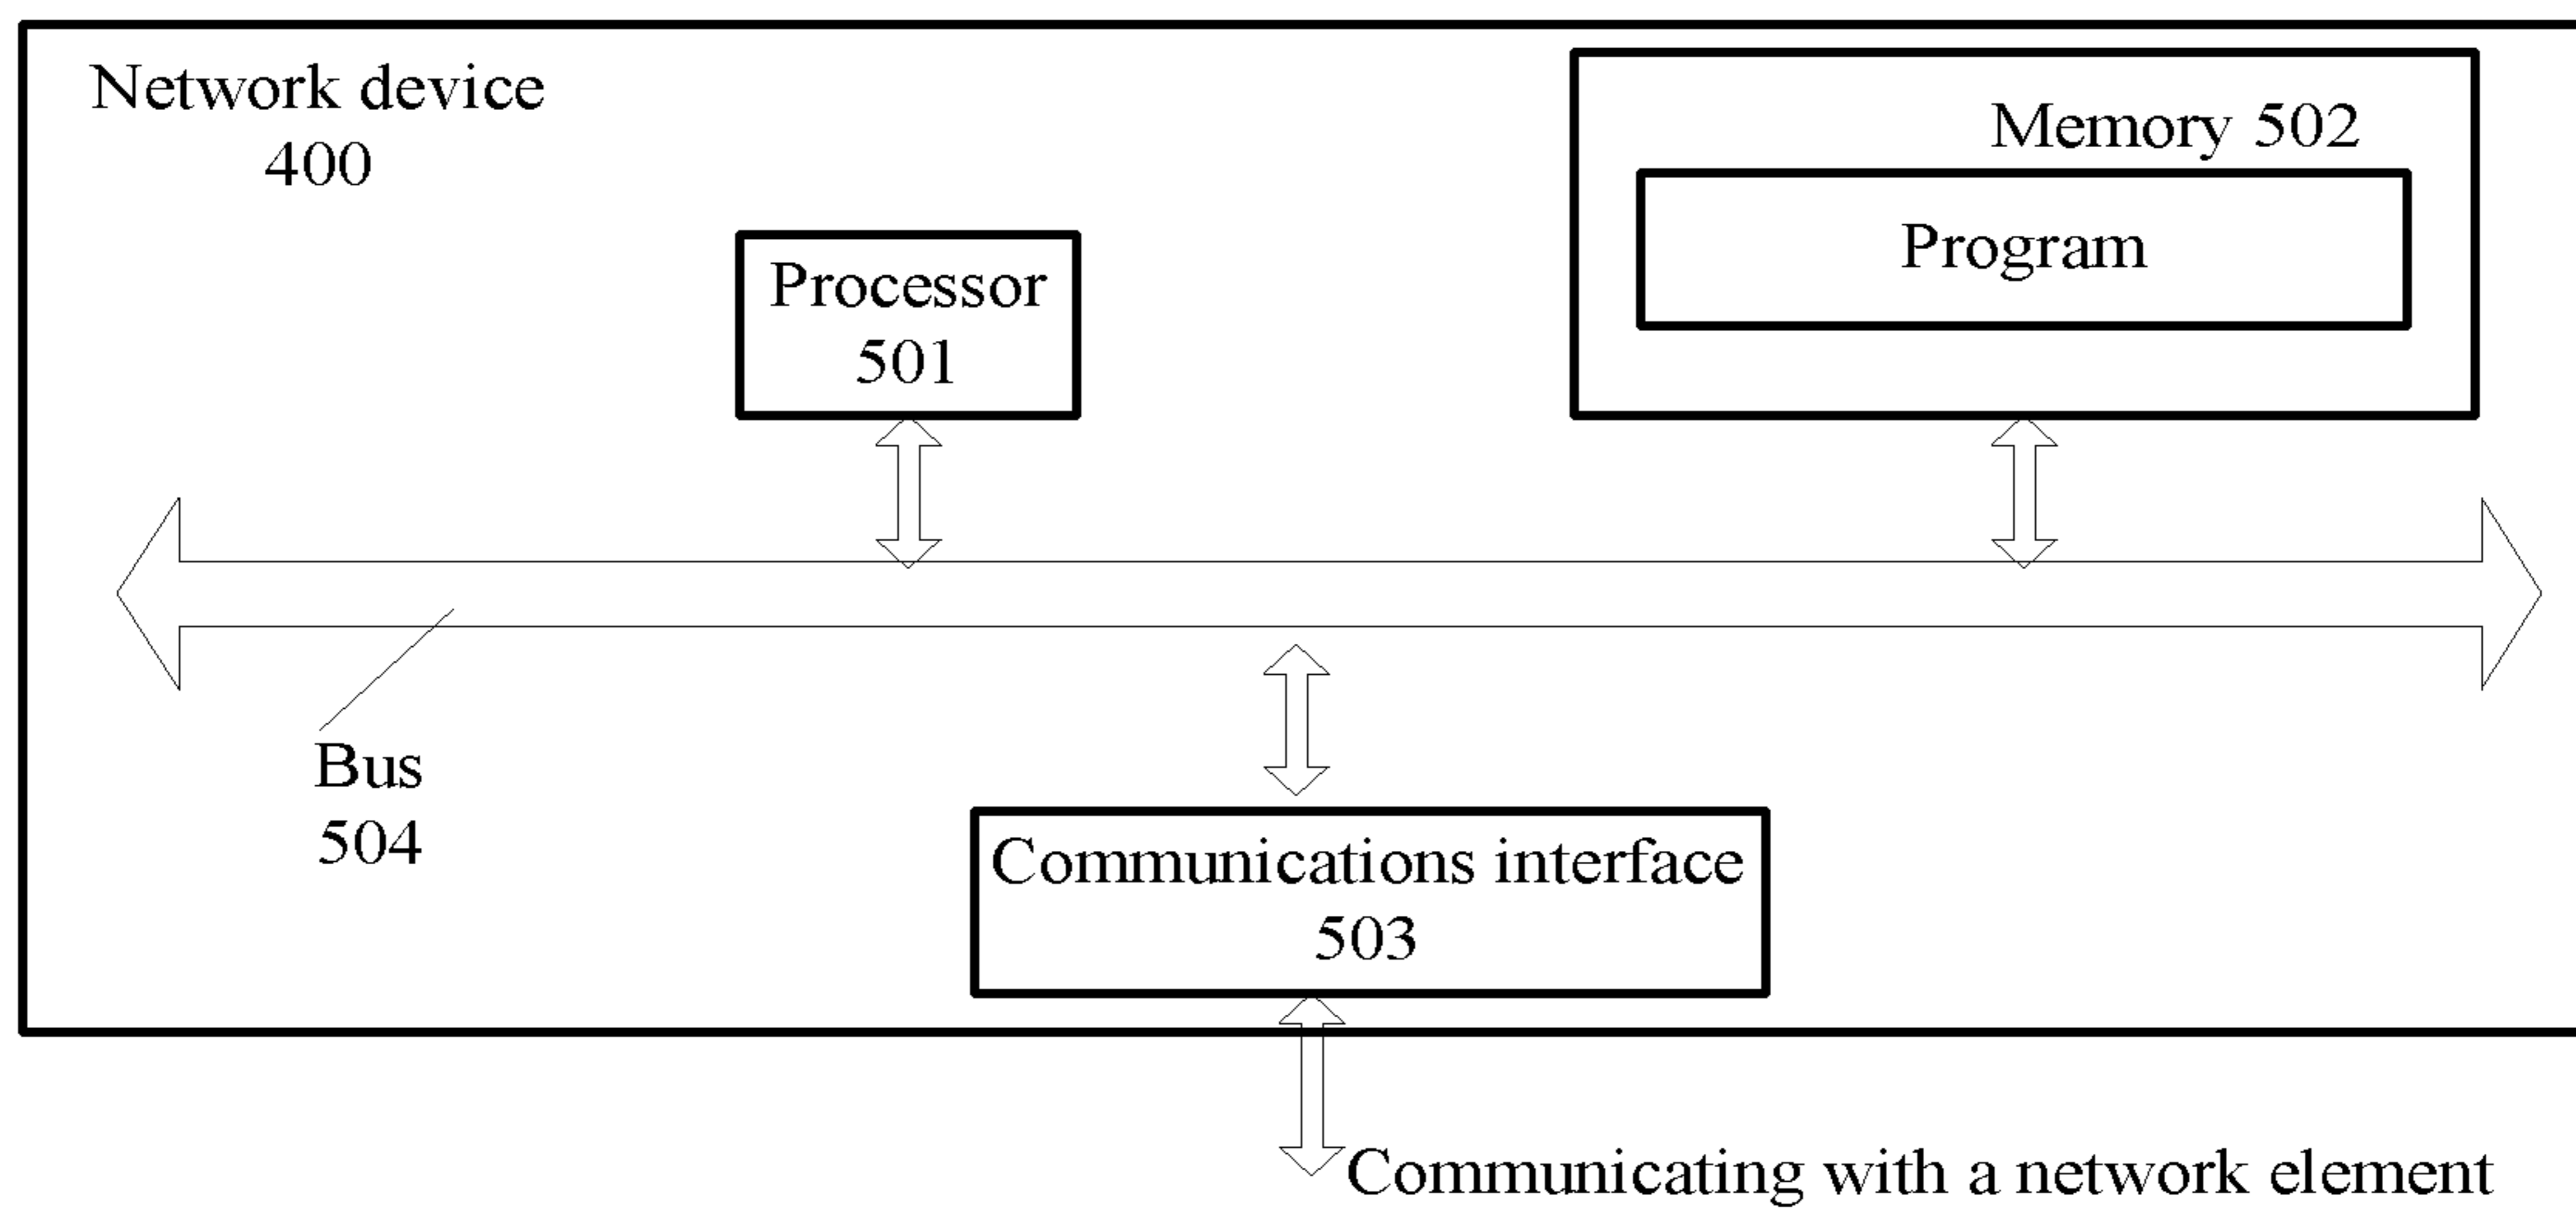 Network device
400
Memory 502
Program
Processor
501
Bus
504
Communications interface
503
Communicating with a network element